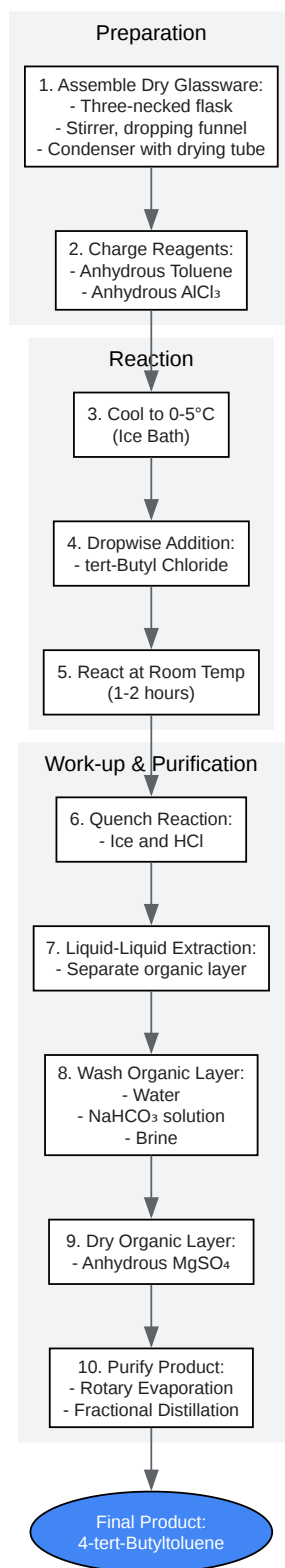 Preparation
1. Assemble Dry Glassware:
- Three-necked flask
- Stirrer, dropping funnel
- Condenser with drying tube
2. Charge Reagents:
- Anhydrous Toluene
- Anhydrous AlCl₃
Reaction
3. Cool to 0-5°C
(Ice Bath)
4. Dropwise Addition:
- tert-Butyl Chloride
5. React at Room Temp
(1-2 hours)
Work-up & Purification
6. Quench Reaction:
- Ice and HCl
7. Liquid-Liquid Extraction:
- Separate organic layer
8. Wash Organic Layer:
- Water
- NaHCO₃ solution
- Brine
9. Dry Organic Layer:
- Anhydrous MgSO₄
10. Purify Product:
- Rotary Evaporation
- Fractional Distillation
Final Product:
4-tert-Butyltoluene